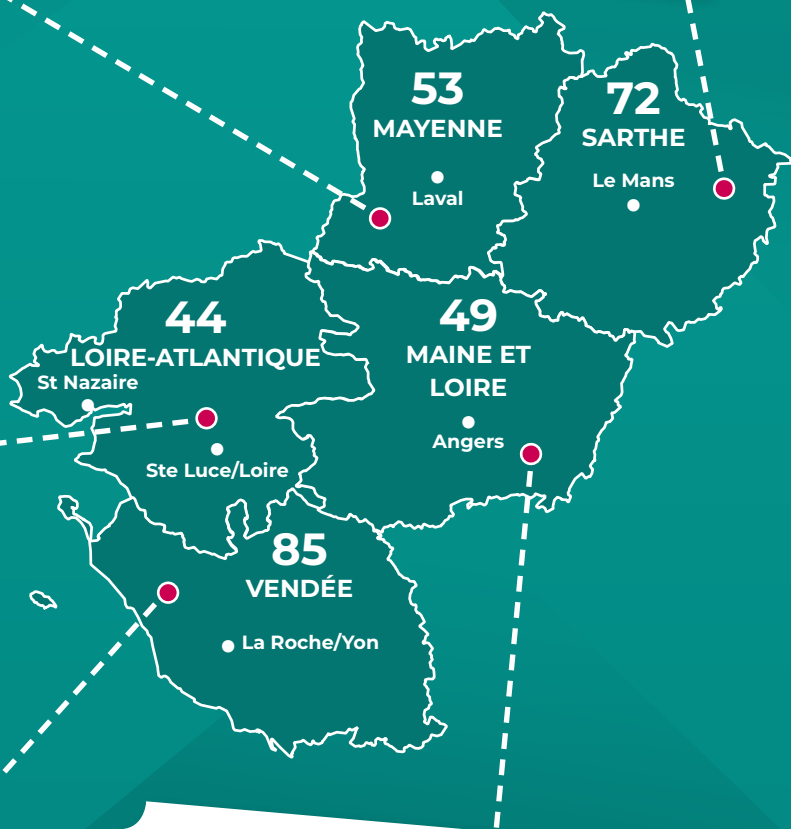 53
MAYENNE
Laval
72
SARTHE
Le Mans
44
LOIRE-ATLANTIQUE
St Nazaire
Ste Luce/Loire
49
MAINE ET
LOIRE
Angers
85
VENDÉE
La Roche/Yon